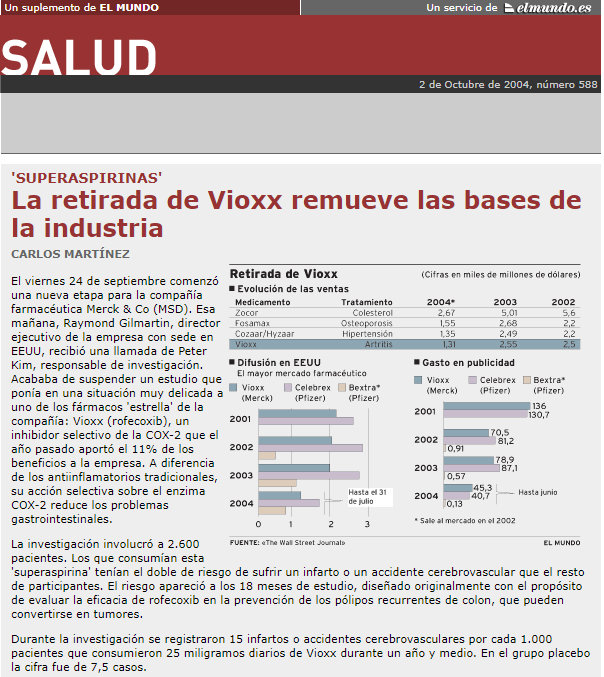 Un suplemento de EL MUNDO
Un servicio de elmundo.es
SALUD
2 de Octubre de 2004, número 588
'SUPERASPIRINAS'
La retirada de Vioxx remueve las bases de
la industria
CARLOS MARTÍNEZ
El viernes 24 de septiembre comenzó
una nueva etapa para la compañía
farmacéutica Merck & Co (MSD). Esa
mañana, Raymond Gilmartin, director
ejecutivo de la empresa con sede en
EEUU, recibió una llamada de Peter
Kim, responsable de investigación.
Acababa de suspender un estudio que
ponía en una situación muy delicada a
uno de los fármacos 'estrella' de la
compañía: Vioxx (rofecoxib), un
inhibidor selectivo de la COX-2 que el
año pasado aportó el 11% de los
beneficios a la empresa. A diferencia
de los antiinflamatorios tradicionales,
su acción selectiva sobre el enzima
COX-2 reduce los problemas
gastrointestinales.
Retirada de Vioxx (Cifras en miles de millones de dólares)
Evolución de las ventas
Medicamento Tratamiento 2004* 2003 2002
Zocor Colesterol 2,67 5,01 5,6
Fosamax Osteoporosis 1,55 2,68 2,2
Cozaar/Hyzaar Hipertensión 1,35 2,49 2,2
Vioxx Artritis 1,31 2,55 2,5
Difusión en EEUU
El mayor mercado farmacéutico
Vioxx Celebrex Bextra*
(Merck) (Pfizer) (Pfizer)
2001
2002
2003
2004
Hasta el 31
de julio
0 1 2 3
Gasto en publicidad
Vioxx Celebrex Bextra*
(Merck) (Pfizer) (Pfizer)
2001 136
130,7
2002 70,5
81,2
0,91
2003 78,9
87,1
0,57
2004 45,3
40,7 Hasta junio
0,13
* Sale al mercado en el 2002
FUENTE: «The Wall Street Journal» EL MUNDO
La investigación involucró a 2.600
pacientes. Los que consumían esta
'superaspirina' tenían el doble de riesgo de sufrir un infarto o un accidente cerebrovascular que el resto
de participantes. El riesgo apareció a los 18 meses de estudio, diseñado originalmente con el propósito
de evaluar la eficacia de rofecoxib en la prevención de los pólipos recurrentes de colon, que pueden
convertirse en tumores.
Durante la investigación se registraron 15 infartos o accidentes cerebrovasculares por cada 1.000
pacientes que consumieron 25 miligramos diarios de Vioxx durante un año y medio. En el grupo placebo
la cifra fue de 7,5 casos.